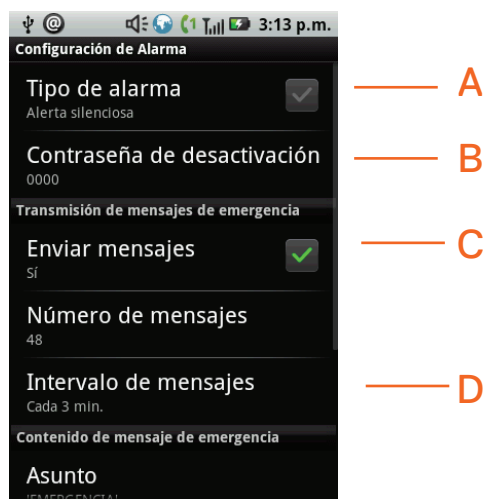 3:13 p.m.
Configuración de Alarma
Tipo de alarma
Alerta silenciosa
A
Contraseña de desactivación
0000
B
Transmisión de mensajes de emergencia
Enviar mensajes
Sí
C
Número de mensajes
48
Intervalo de mensajes
Cada 3 min.
D
Contenido de mensaje de emergencia
Asunto
'EMERGENCIA'